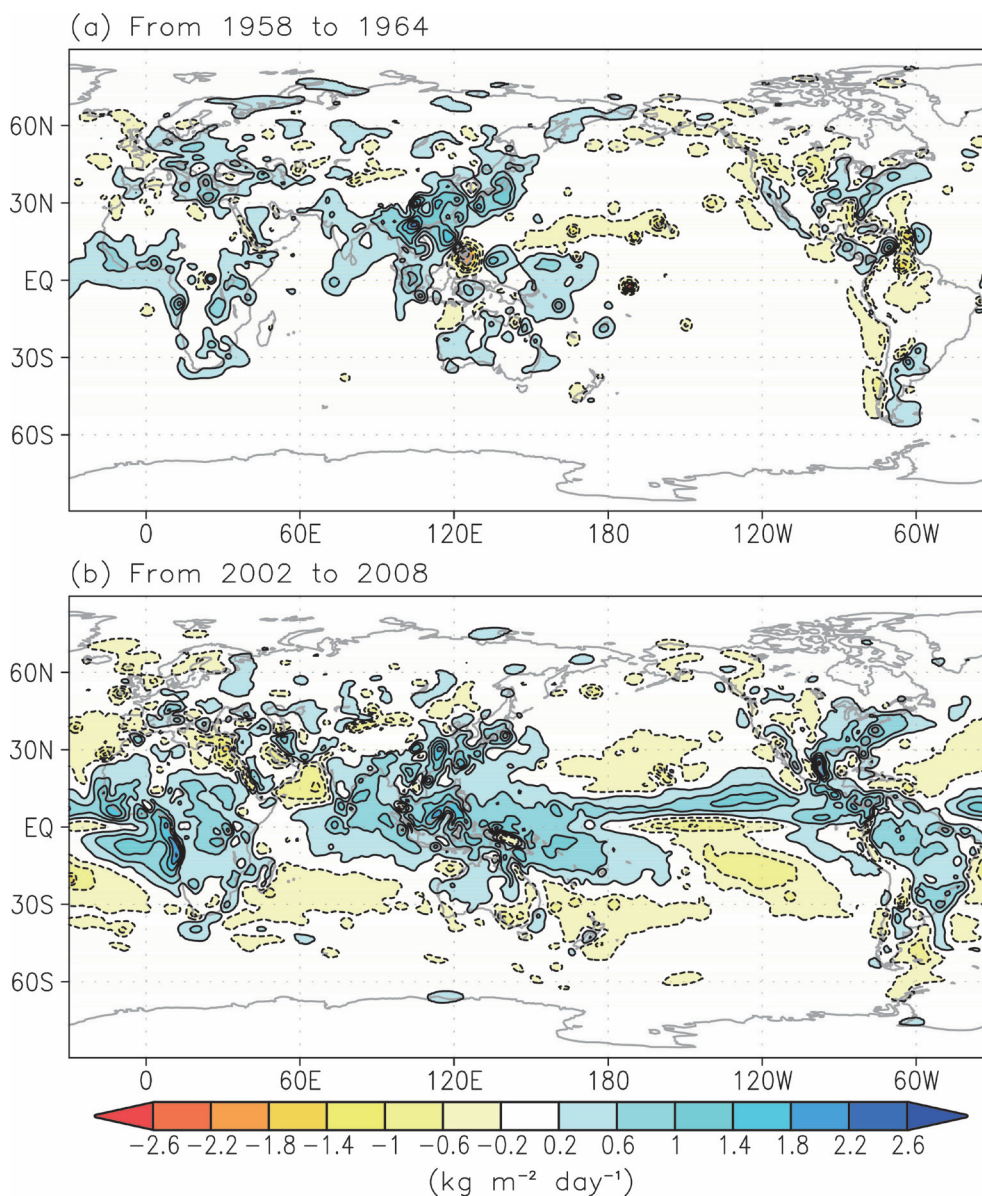 (a) From 1958 to 1964
60N
30N
EQ
30S
60S
0 60E 120E 180 120W 60W
(b) From 2002 to 2008
60N
30N
EQ
30S
60S
0 60E 120E 180 120W 60W
−2.6 −2.2 −1.8 −1.4 −1 −0.6 −0.2 0.2 0.6 1 1.4 1.8 2.2 2.6
(kg m⁻² day⁻¹)